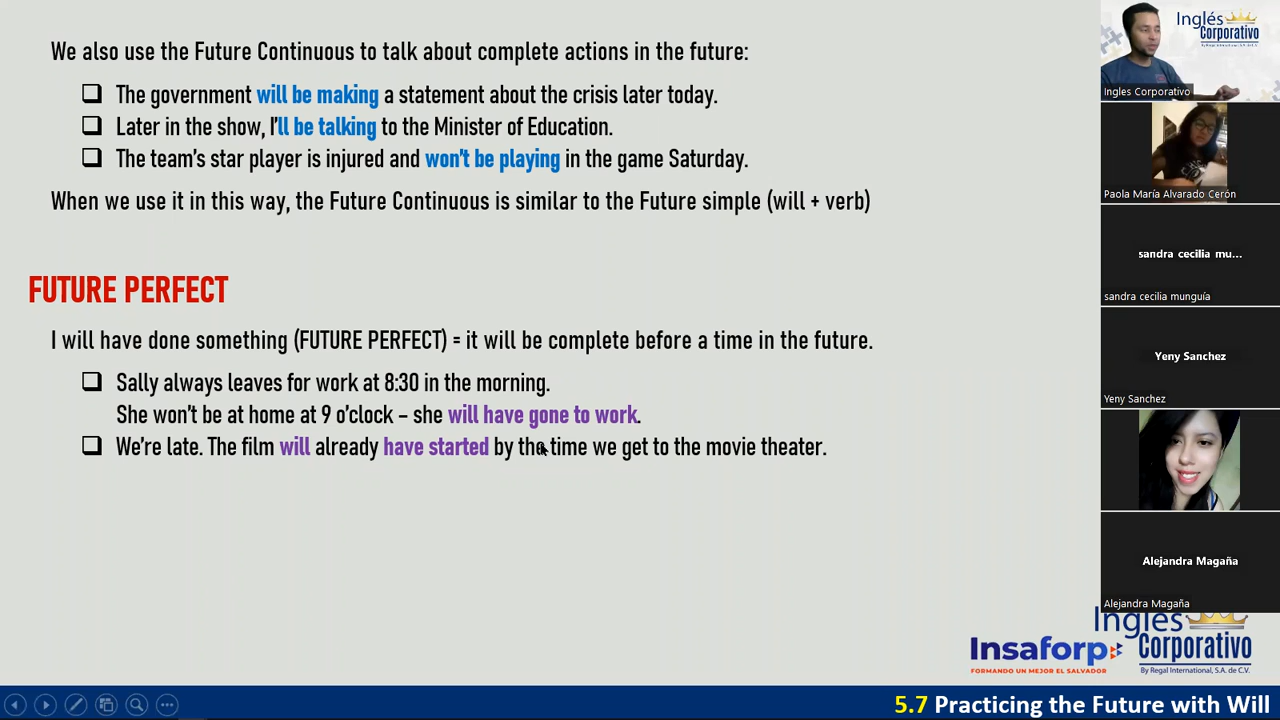 We also use the Future Continuous to talk about complete actions in the future:
The government will be making a statement about the crisis later today.
Later in the show, I'll be talking to the Minister of Education.
The team's star player is injured and won't be playing in the game Saturday.
When we use it in this way, the Future Continuous is similar to the Future simple (will + verb)
FUTURE PERFECT
I will have done something (FUTURE PERFECT) = it will be complete before a time in the future.
Sally always leaves for work at 8:30 in the morning.
She won't be at home at 9 o'clock – she will have gone to work.
We're late. The film will already have started by the time we get to the movie theater.
Inglés
Corporativo
Ingles Corporativo
Paola María Alvarado Cerón
sandra cecilia mu...
sandra cecilia munguía
Yeny Sanchez
Yeny Sanchez
Alejandra Magaña
Alejandra Magaña
Inglés
Corporativo
By Regal International, S.A. de C.V.
Insaforp
FORMANDO UN MEJOR EL SALVADOR
5.7 Practicing the Future with Will